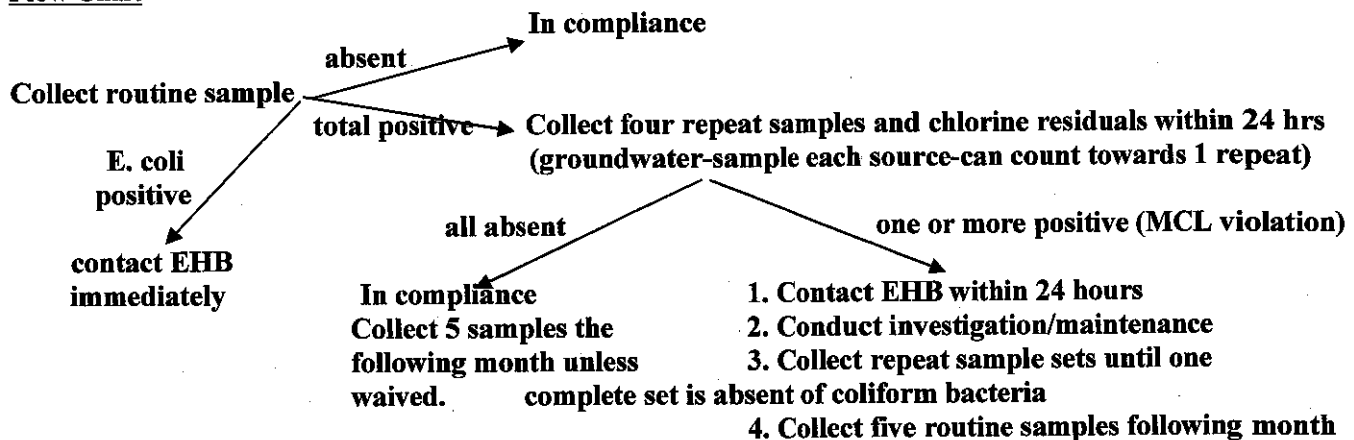 In compliance
absent
Collect routine sample
total positive
Collect four repeat samples and chlorine residuals within 24 hrs
(groundwater-sample each source-can count towards 1 repeat)
E. coli
positive
contact EHB
immediately
all absent
one or more positive (MCL violation)
In compliance
Collect 5 samples the
following month unless
waived.
1. Contact EHB within 24 hours
2. Conduct investigation/maintenance
3. Collect repeat sample sets until one
complete set is absent of coliform bacteria
4. Collect five routine samples following month